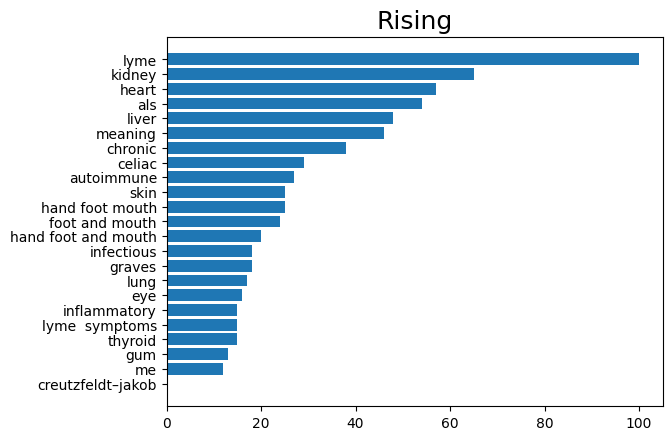 Rising
lyme
kidney
heart
als
liver
meaning
chronic
celiac
autoimmune
skin
hand foot mouth
foot and mouth
hand foot and mouth
infectious
graves
lung
eye
inflammatory
lyme  symptoms
thyroid
gum
me
creutzfeldt–jakob
0 20 40 60 80 100